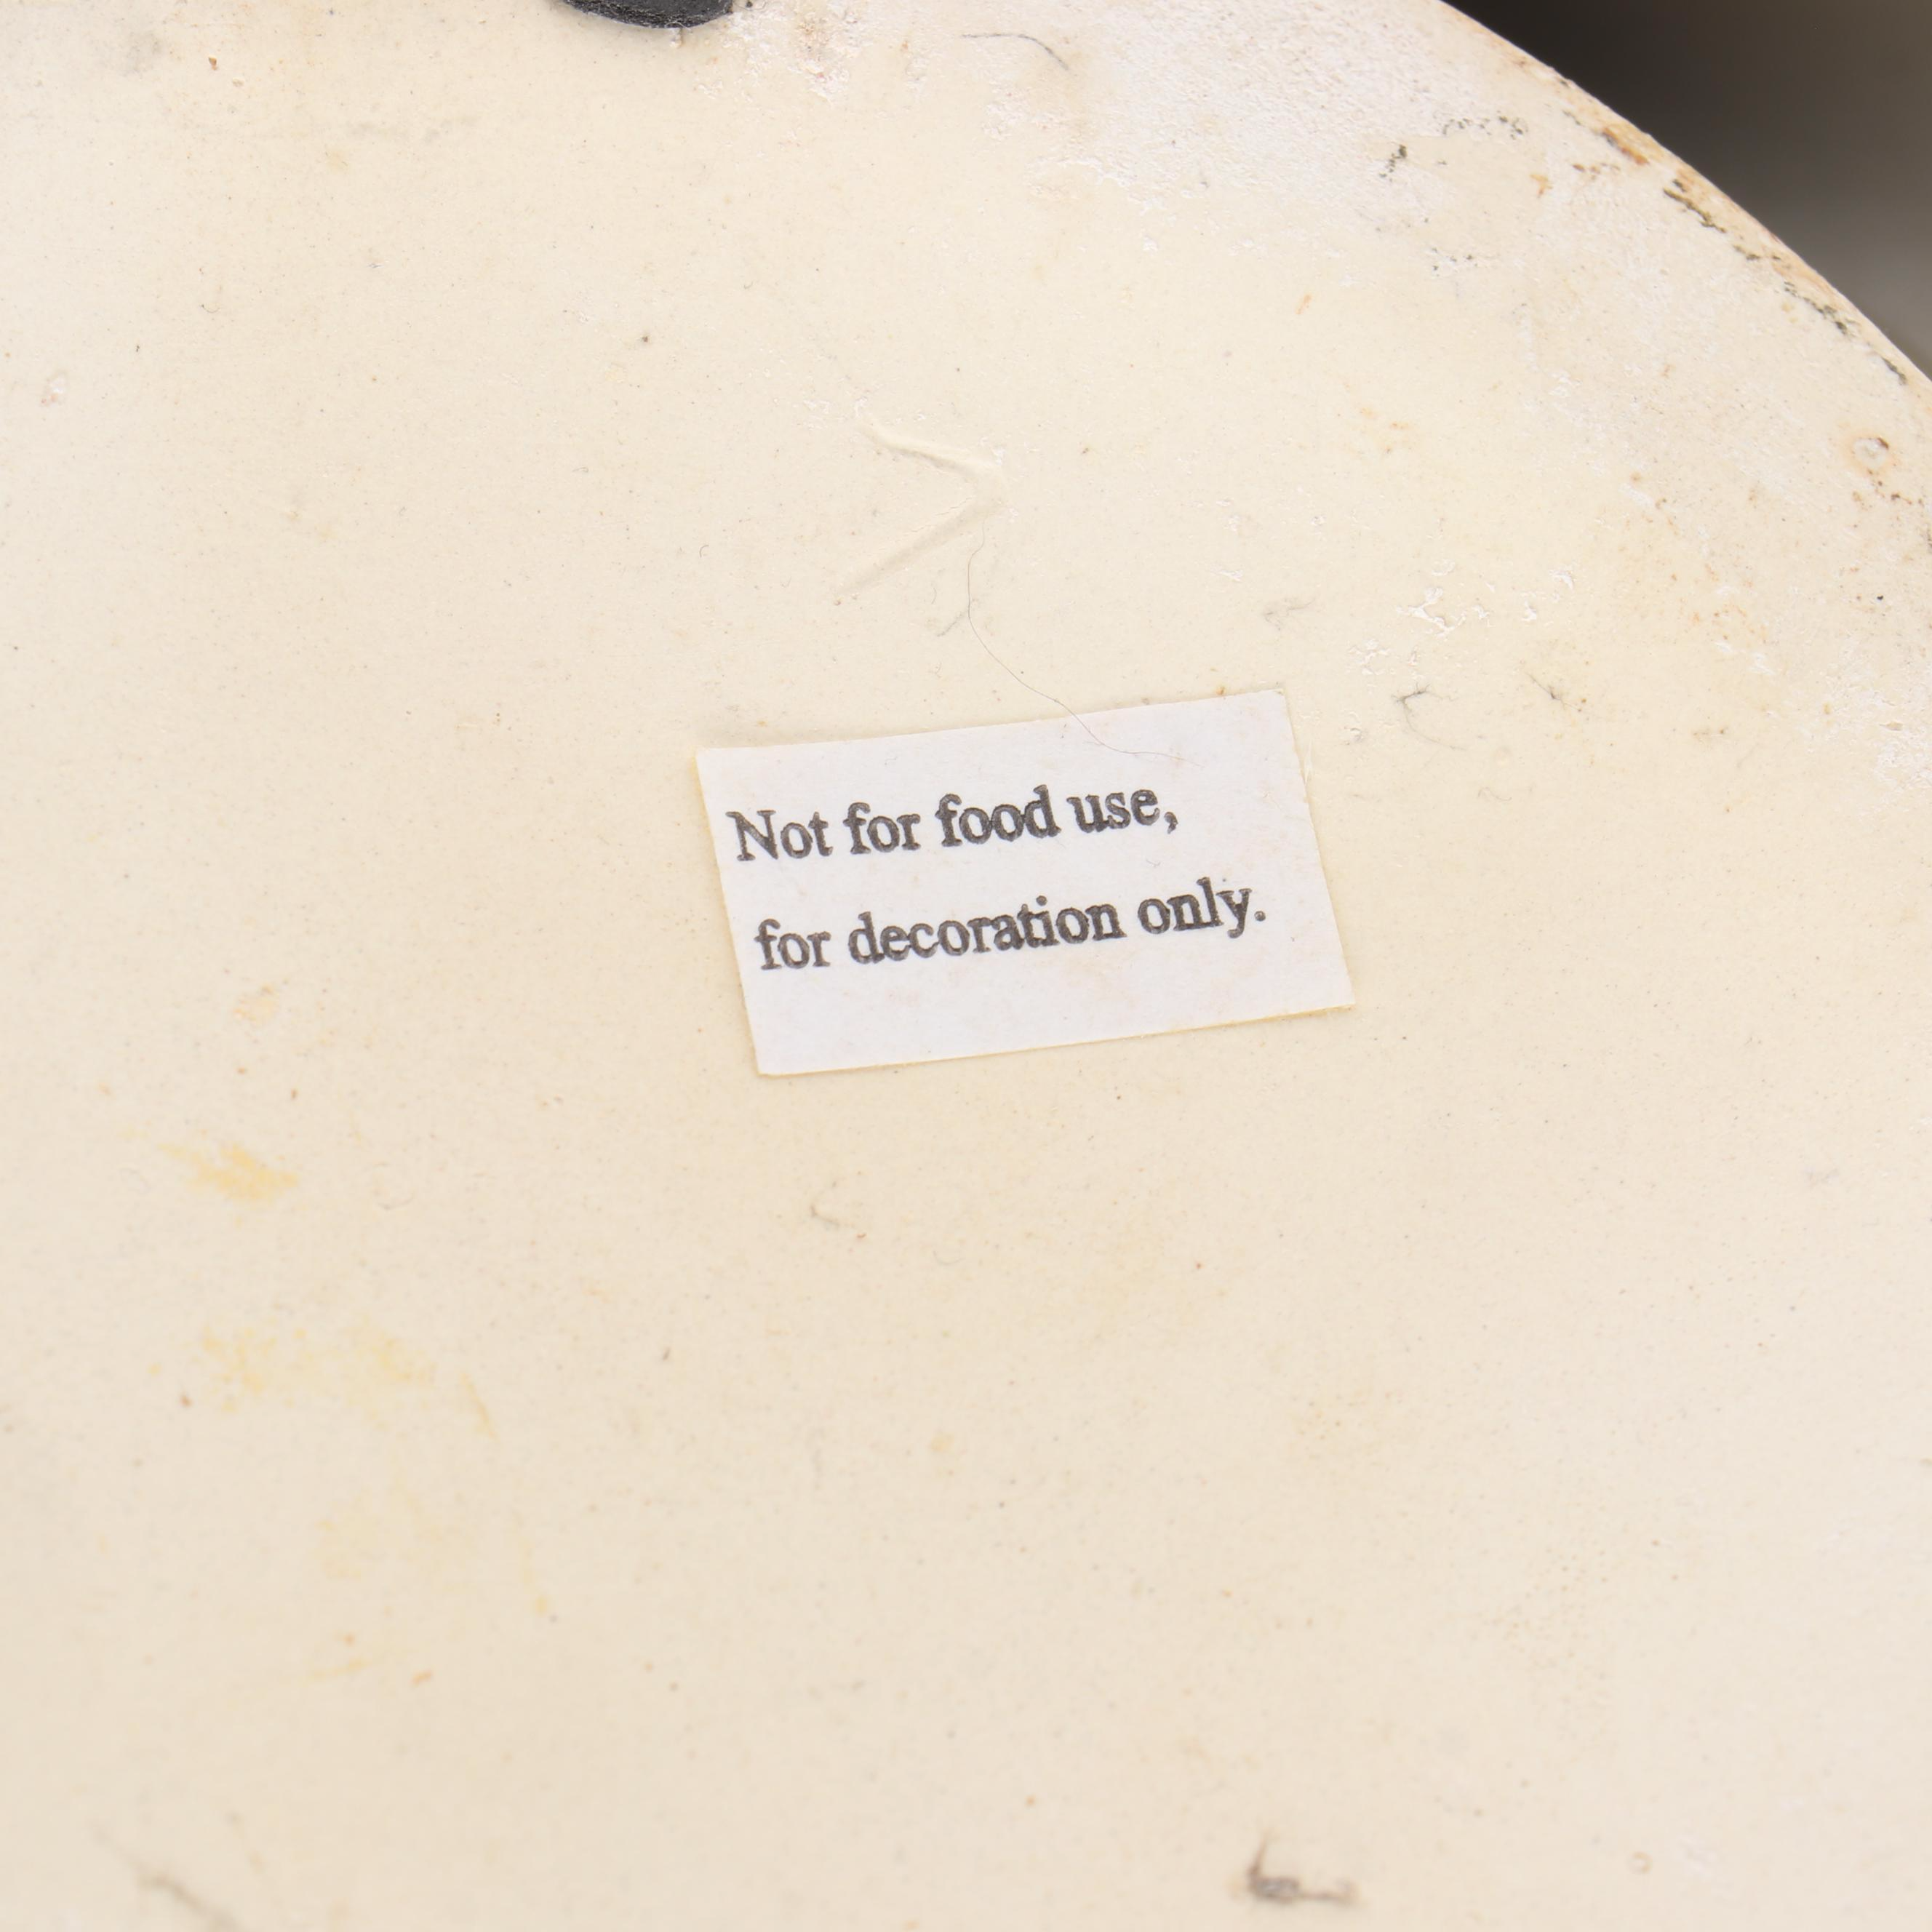 Not for food use,
for decoration only.